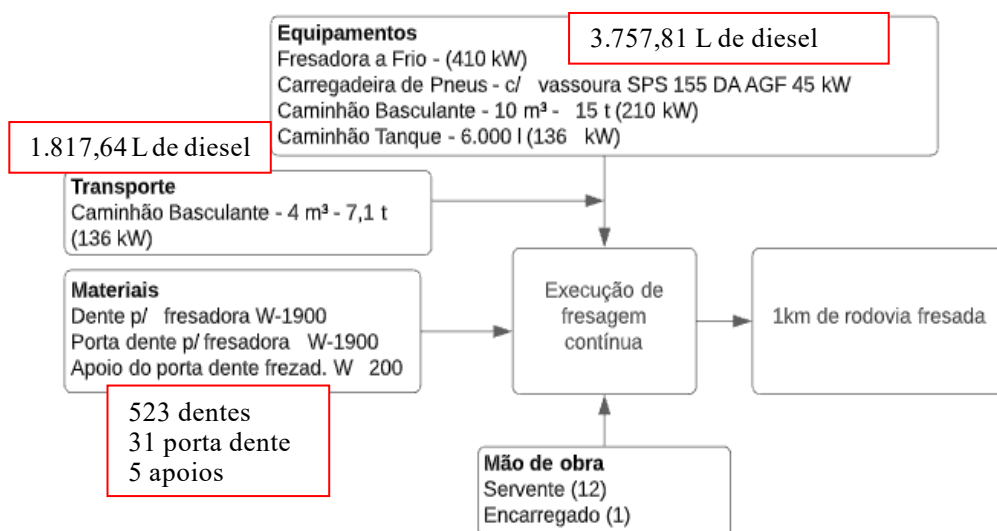 Equipamentos
3.757,81 L de diesel
Fresadora a Frio - (410 kW)
Carregadeira de Pneus - c/ vassoura SPS 155 DA AGF 45 kW
Caminhão Basculante - 10 m³ - 15 t (210 kW)
Caminhão Tanque - 6.000 l (136 kW)
1.817,64 L de diesel
Transporte
Caminhão Basculante - 4 m³ - 7,1 t
(136 kW)
Materiais
Dente p/ fresadora W-1900
Porta dente p/ fresadora W-1900
Apoio do porta dente frezad. W 200
523 dentes
31 porta dente
5 apoios
Execução de
fresagem
contínua
1km de rodovia fresada
Mão de obra
Servente (12)
Encarregado (1)